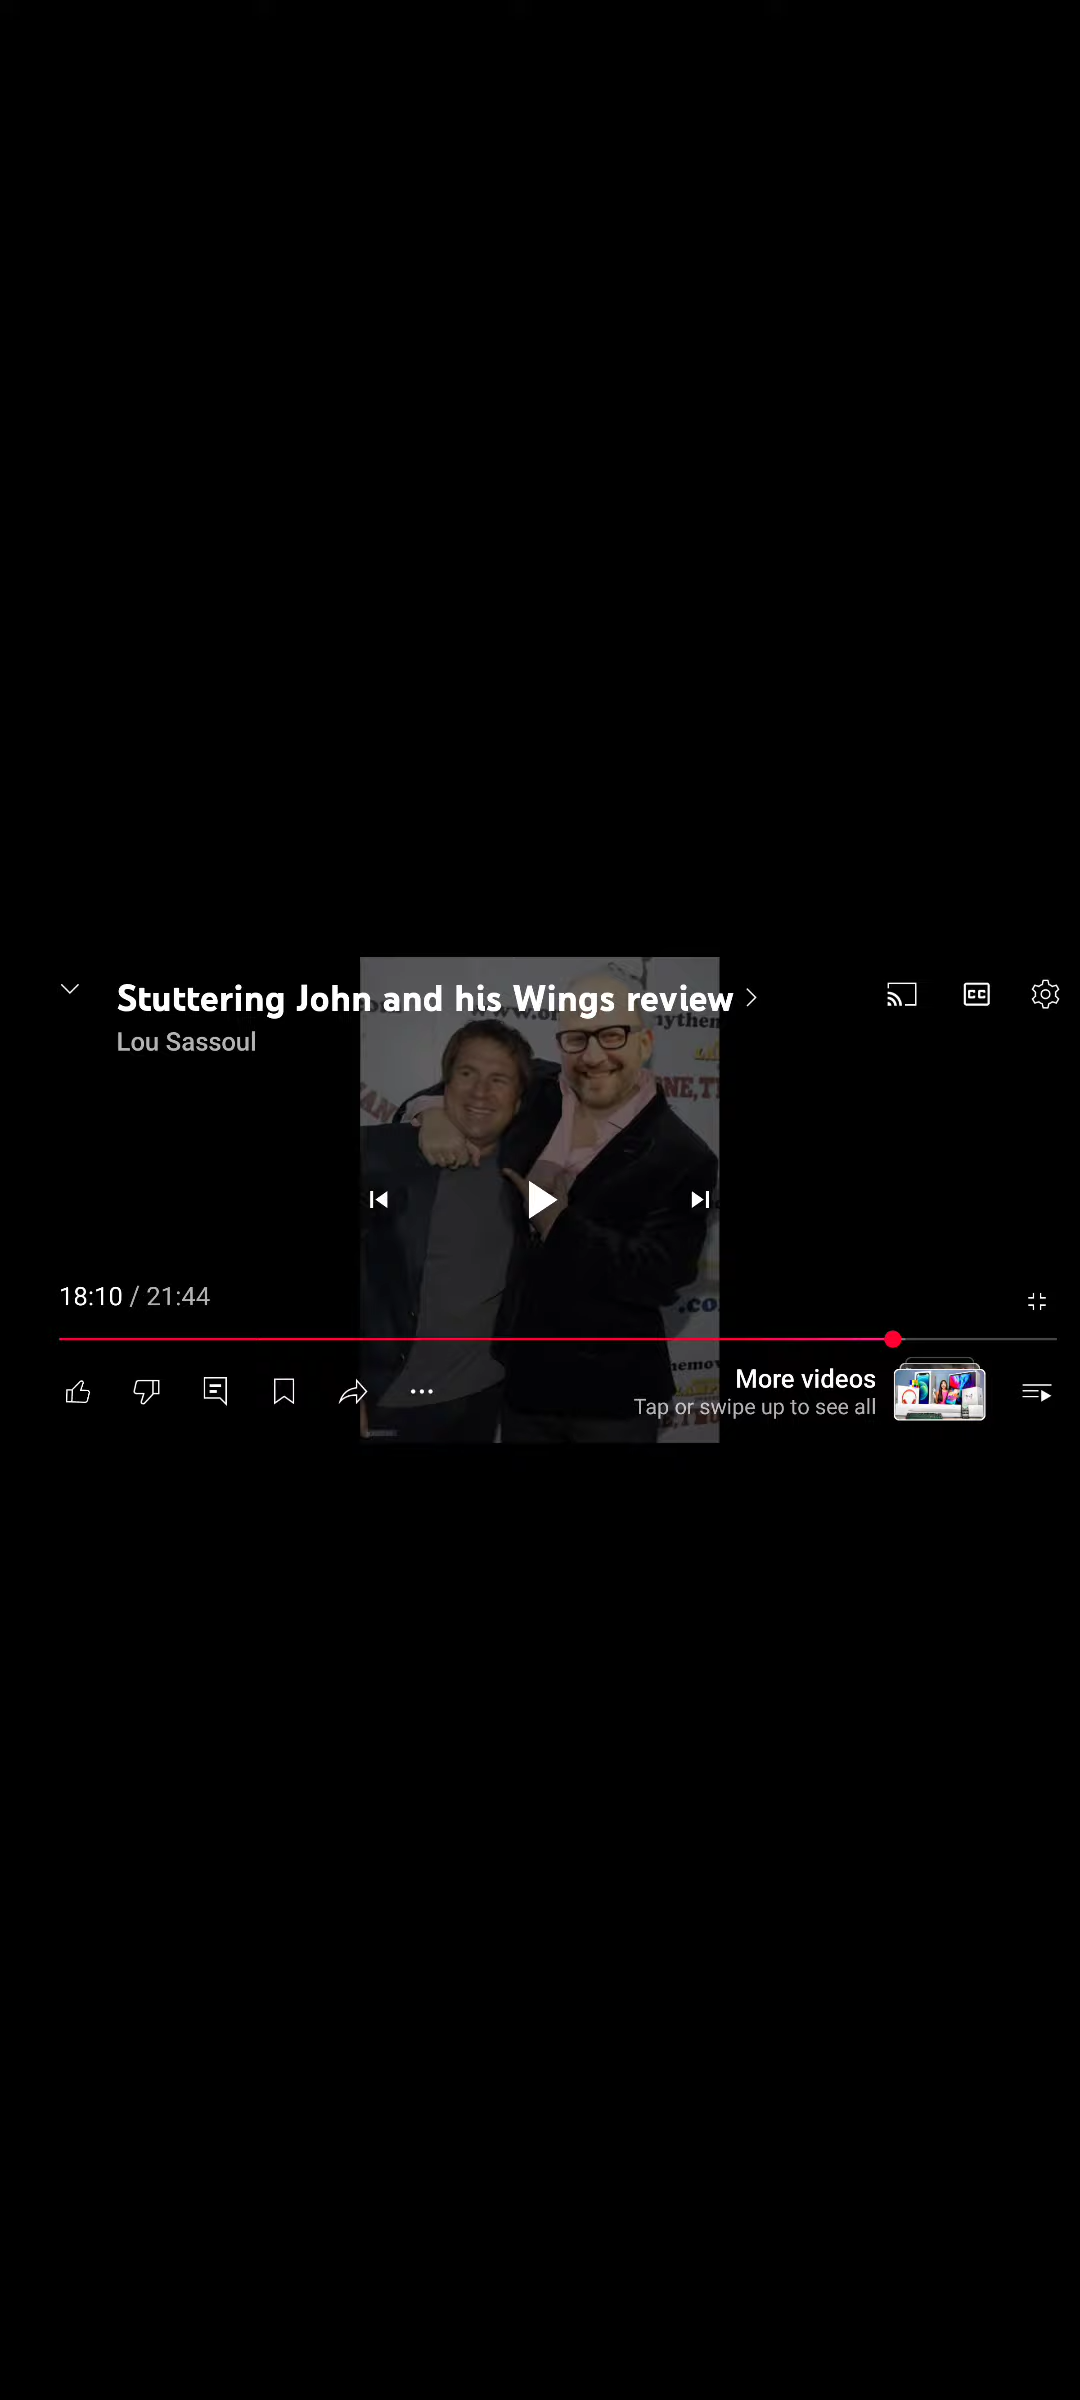 Stuttering John and his Wings review
Lou Sassoul
CC
18:10 / 21:44
More videos
Tap or swipe up to see all